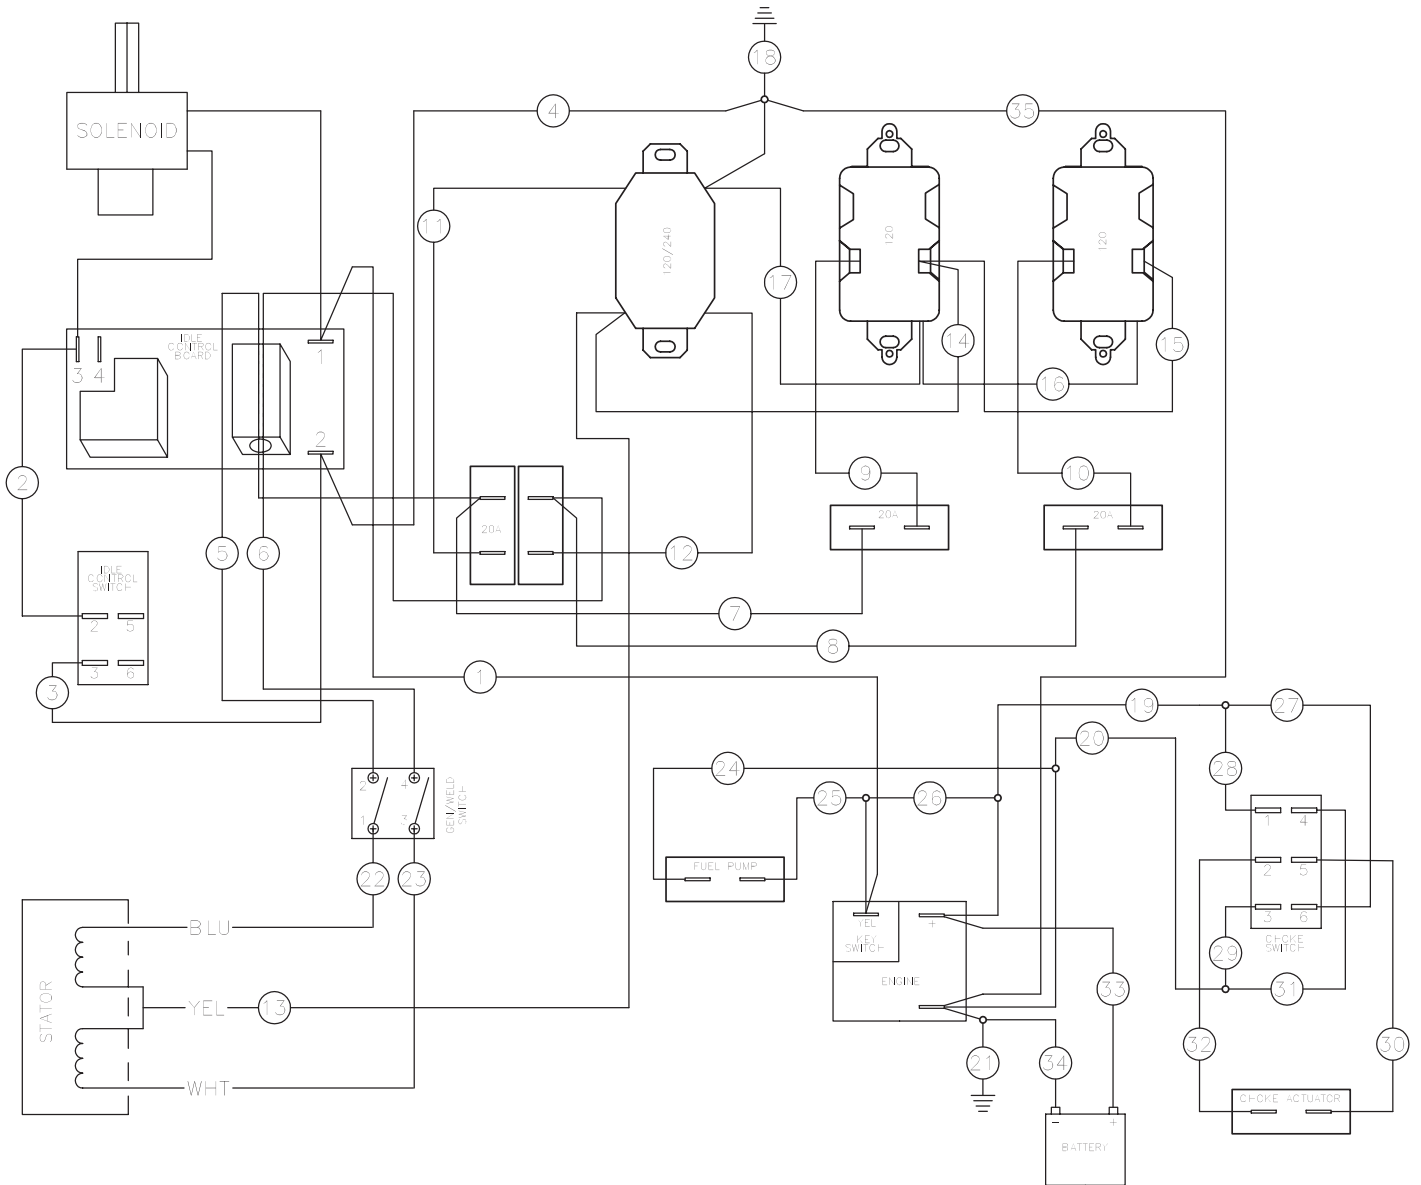 18
4
35
SOLENOID
11
120/240
120
120
17
14
15
16
IDLE
CONTROL
BOARD
3 4
1
2
2
9
10
20A
20A
20A
5
6
12
IDLE
CONTROL
SWITCH
2 5
3 6
3
7
8
1
19
27
20
24
28
25
26
2 4
1 3
GEN/WELD
SWITCH
1 4
2 5
3 6
CHOKE
SWITCH
FUEL PUMP
22
23
YEL
KEY
SWITCH
+
ENGINE
29
31
33
BLU
YEL
13
WHT
STATOR
32
30
21
34
CHOKE ACTUATOR
- +
BATTERY